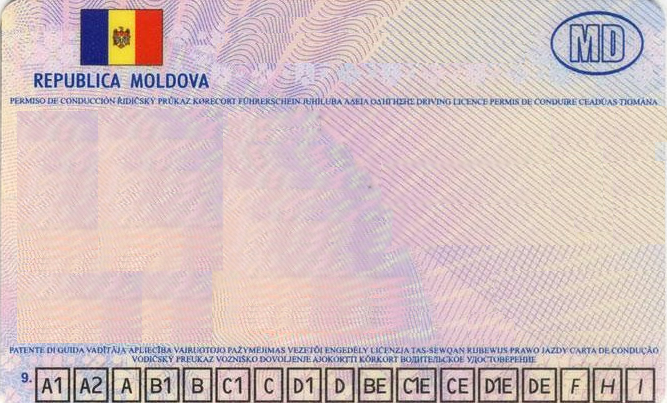 MD
REPUBLICA MOLDOVA
PERMISO DE CONDUCCIÓN ŘIDIČSKÝ PRŮKAZ KØREKORT FÜHRERSCHEIN JUHILUBA ΑΔΕΙΑ ΟΔΗΓΗΣΗΣ DRIVING LICENCE PERMIS DE CONDUIRE CEADÚAS TIOMÁNA
PATENTE DI GUIDA VADĪTĀJA APLIECĪBA VAIRUOTOJO PAŽYMĖJIMAS VEZETŐI ENGEDÉLY LIĊENZJA TAS-SEWQAN RIJBEWIJS PRAWO JAZDY CARTA DE CONDUÇÃO
VODIČSKÝ PREUKAZ VOZNIŠKO DOVOLJENJE AJOKORTTI KÖRKORT ВОДИТЕЛЬСКОЕ УДОСТОВЕРЕНИЕ
9. A1 A2 A B1 B C1 C D1 D BE C1E CE D1E DE F H I